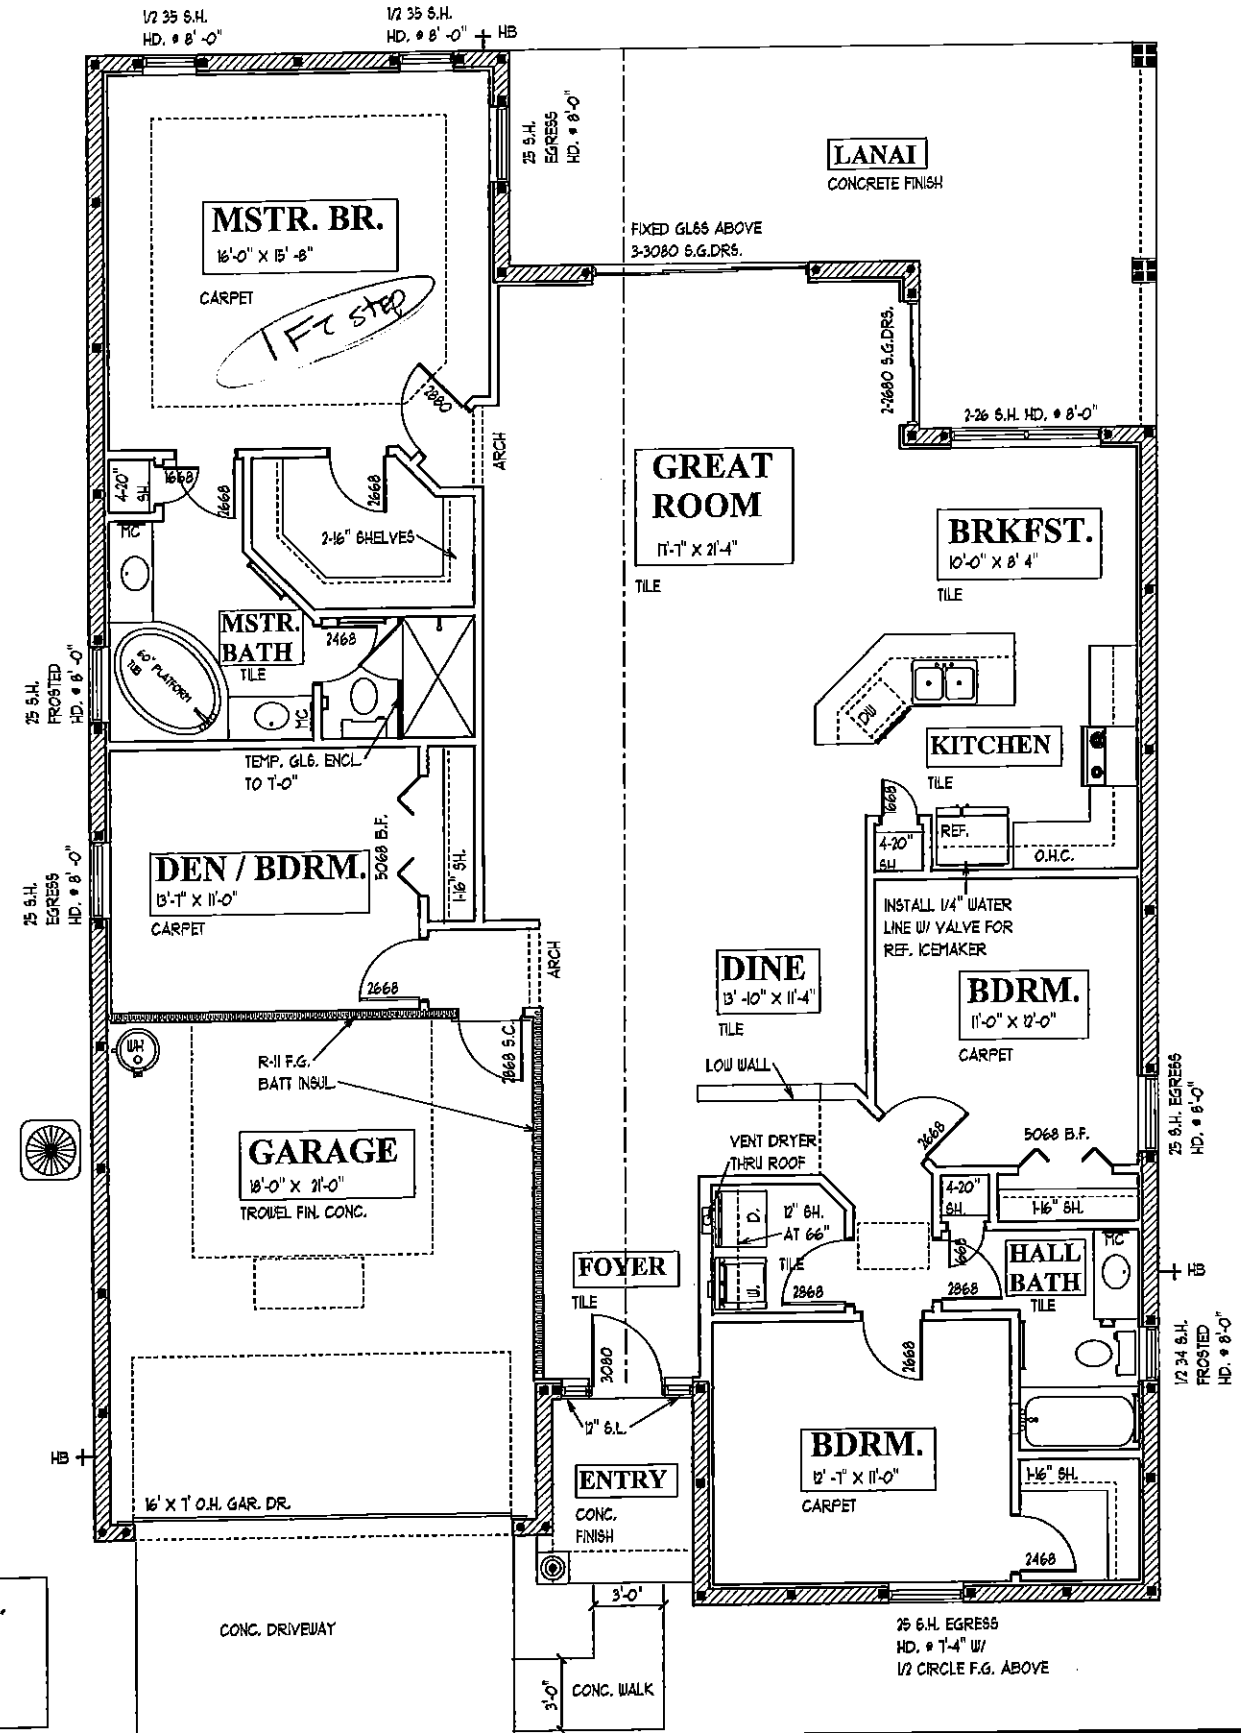 1/2 35 S.H.
HD. @ 8'-0"
1/2 35 S.H.
HD. @ 8'-0"
HB
25 S.H.
EGRESS
HD. @ 8'-0"
LANAI
CONCRETE FINISH
MSTR. BR.
16'-0" X 15'-8"
CARPET
1 FT step
FIXED GLSS ABOVE
3-3080 S.G.DRS.
2-2680 S.G.DRS.
2-26 S.H. HD. @ 8'-0"
2880
ARCH
GREAT
ROOM
17'-7" X 21'-4"
TILE
BRKFST.
10'-0" X 8' 4"
TILE
4-20"
SH.
1668
2668
2668
2-16" SHELVES
MC
MSTR.
BATH
TILE
2468
60" PLATFORM
TUB
MC
25 S.H.
FROSTED
HD. @ 8'-0"
TEMP. GLS. ENCL.
TO 7'-0"
DW
KITCHEN
TILE
1668
4-20"
SH
REF.
O.H.C.
INSTALL 1/4" WATER
LINE W/ VALVE FOR
REF. ICEMAKER
25 S.H.
EGRESS
HD. @ 8'-0"
DEN / BDRM.
13'-7" X 11'-0"
CARPET
5068 B.F.
1-16" SH.
2668
ARCH
DINE
13'-10" X 11'-4"
TILE
BDRM.
11'-0" X 12'-0"
CARPET
WH
R-11 F.G.
BATT INSUL.
2868 S.C.
LOW WALL
GARAGE
18'-0" X 21'-0"
TROWEL FIN. CONC.
25 S.H. EGRESS
HD. @ 8'-0"
2668
5068 B.F.
VENT DRYER
THRU ROOF
4-20"
SH.
1-16" SH.
D.
12" SH.
AT 66"
TILE
W.
2868
1668
2868
HALL
BATH
TILE
MC
HB
FOYER
TILE
3080
2668
1/2 34 S.H.
FROSTED
HD. @ 8'-0"
12" S.L.
HB
ENTRY
CONC.
FINISH
BDRM.
12'-7" X 11'-0"
CARPET
1-16" SH.
2468
16' X 7' O.H. GAR. DR.
3'-0"
3'-0"
CONC. DRIVEWAY
CONC. WALK
25 S.H. EGRESS
HD. @ 7'-4" W/
1/2 CIRCLE F.G. ABOVE